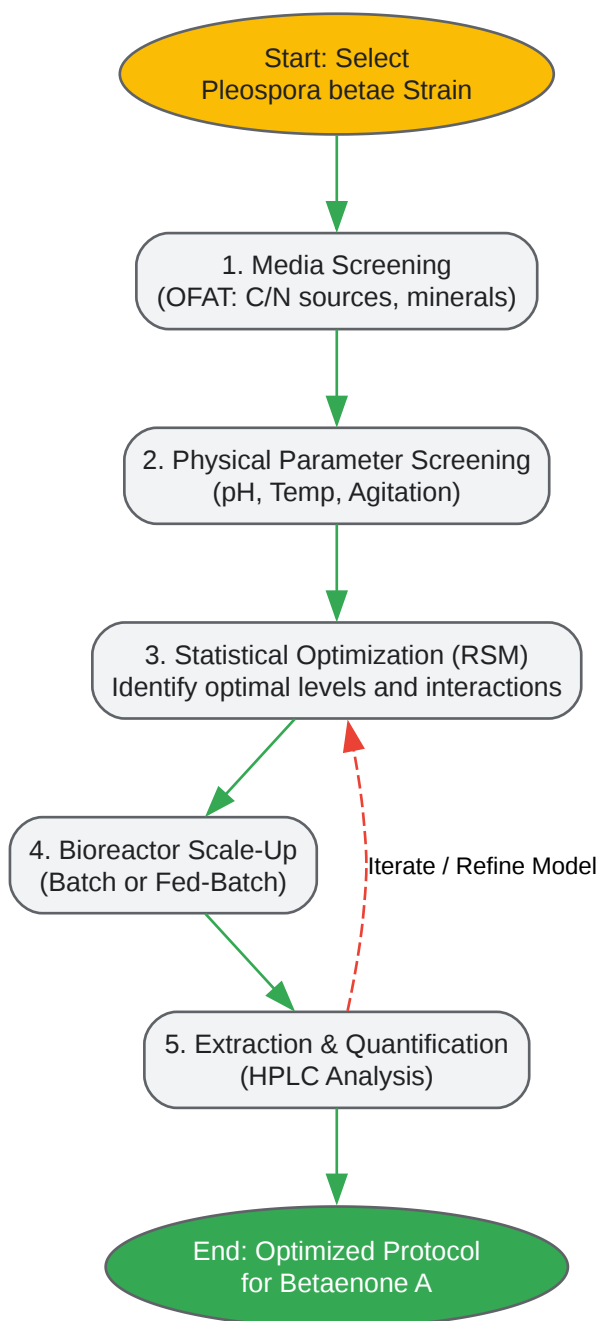 Start: Select
Pleospora betae Strain
1. Media Screening
(OFAT: C/N sources, minerals)
2. Physical Parameter Screening
(pH, Temp, Agitation)
3. Statistical Optimization (RSM)
Identify optimal levels and interactions
4. Bioreactor Scale-Up
(Batch or Fed-Batch)
Iterate / Refine Model
5. Extraction & Quantification
(HPLC Analysis)
End: Optimized Protocol
for Betaenone A